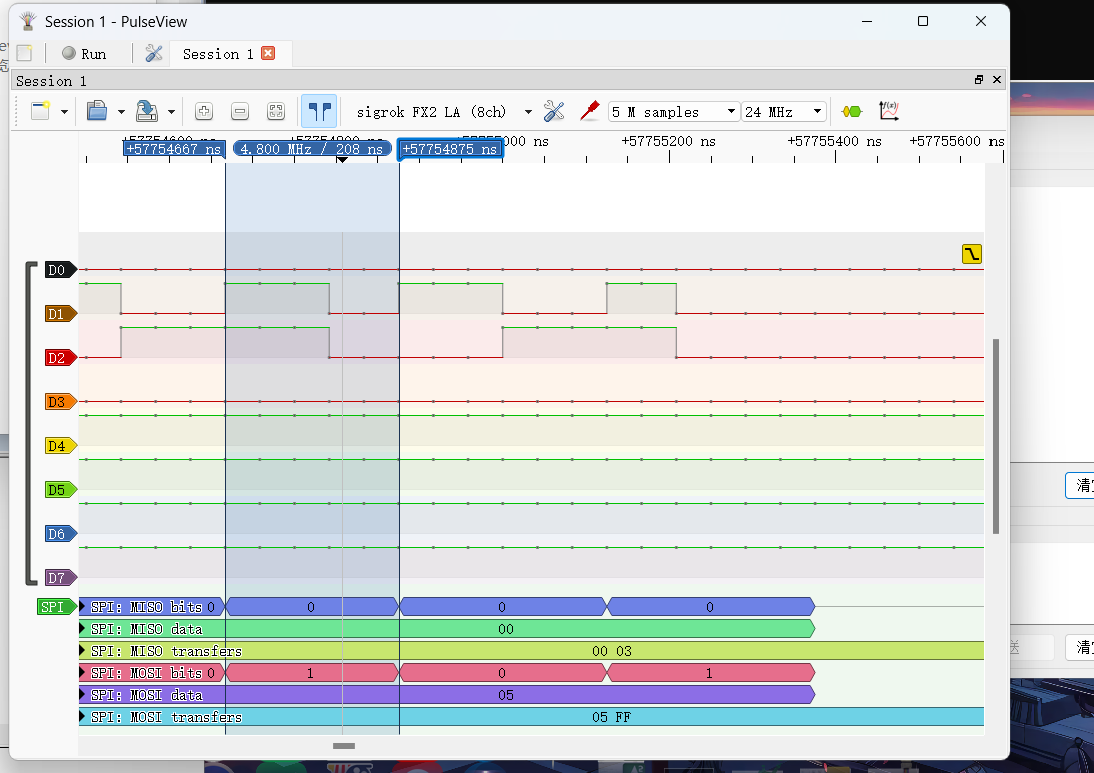 Session 1 - PulseView
Run
Session 1
Session 1
sigrok FX2 LA (8ch)
5 M samples
24 MHz
+57755200 ns
+57755400 ns
+57755600 ns
+57754667 ns
4.800 MHz / 208 ns
+57754875 ns
D0
D1
D2
D3
D4
D5
D6
D7
SPI
SPI: MISO bits 0 0 0 0
SPI: MISO data 00
SPI: MISO transfers 00 03
SPI: MOSI bits 0 1 0 1
SPI: MOSI data 05
SPI: MOSI transfers 05 FF
清
送
清